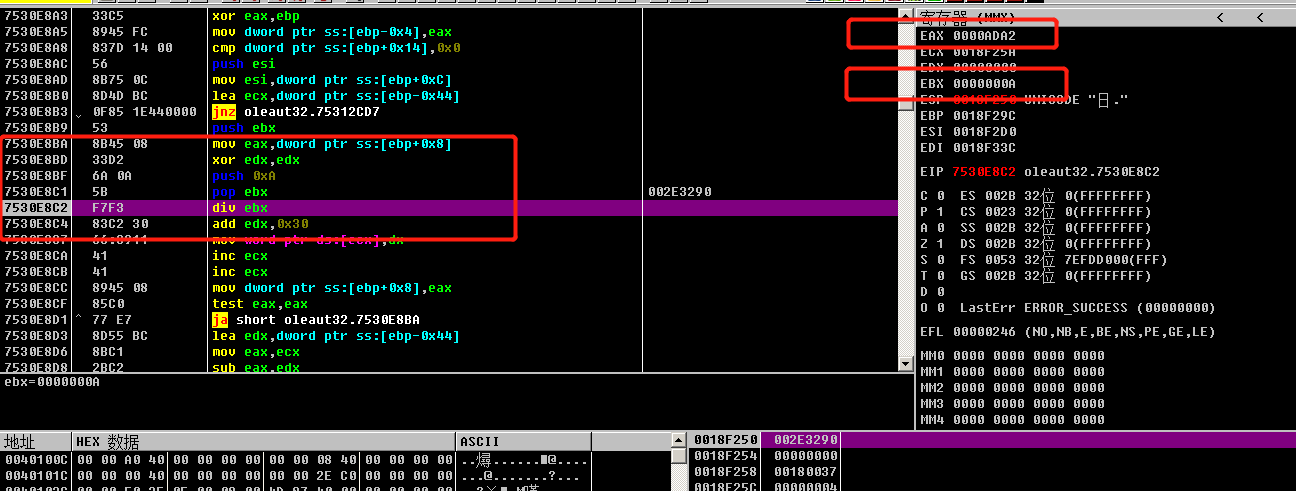 7530E8A3 33C5 xor eax,ebp
7530E8A5 8945 FC mov dword ptr ss:[ebp-0x4],eax
7530E8A8 837D 14 00 cmp dword ptr ss:[ebp+0x14],0x0
7530E8AC 56 push esi
7530E8AD 8B75 0C mov esi,dword ptr ss:[ebp+0xC]
7530E8B0 8D4D BC lea ecx,dword ptr ss:[ebp-0x44]
7530E8B3 0F85 1E440000 jnz oleaut32.75312CD7
7530E8B9 53 push ebx
7530E8BA 8B45 08 mov eax,dword ptr ss:[ebp+0x8]
7530E8BD 33D2 xor edx,edx
7530E8BF 6A 0A push 0xA
7530E8C1 5B pop ebx 002E3290
7530E8C2 F7F3 div ebx
7530E8C4 83C2 30 add edx,0x30
mov word ptr ds:[ecx],dx
7530E8CA 41 inc ecx
7530E8CB 41 inc ecx
7530E8CC 8945 08 mov dword ptr ss:[ebp+0x8],eax
7530E8CF 85C0 test eax,eax
7530E8D1 ^ 77 E7 ja short oleaut32.7530E8BA
7530E8D3 8D55 BC lea edx,dword ptr ss:[ebp-0x44]
7530E8D6 8BC1 mov eax,ecx
7530E8D8 2BC2 sub eax,edx
ebx=0000000A
寄存器 (MMX) < <
EAX 0000ADA2
ECX 0018F25A
EDX 00000000
EBX 0000000A
ESP 0018F250 UNICODE "日."
EBP 0018F29C
ESI 0018F2D0
EDI 0018F33C
EIP 7530E8C2 oleaut32.7530E8C2
C 0 ES 002B 32位 0(FFFFFFFF)
P 1 CS 0023 32位 0(FFFFFFFF)
A 0 SS 002B 32位 0(FFFFFFFF)
Z 1 DS 002B 32位 0(FFFFFFFF)
S 0 FS 0053 32位 7EFDD000(FFF)
T 0 GS 002B 32位 0(FFFFFFFF)
D 0
O 0 LastErr ERROR_SUCCESS (00000000)
EFL 00000246 (NO,NB,E,BE,NS,PE,GE,LE)
MM0 0000 0000 0000 0000
MM1 0000 0000 0000 0000
MM2 0000 0000 0000 0000
MM3 0000 0000 0000 0000
MM4 0000 0000 0000 0000
地址 HEX 数据 ASCII
0040100C 00 00 A0 40 00 00 00 00 00 00 08 40 00 00 00 00
0040101C 00 00 00 40 00 00 00 00 00 00 2E C0 00 00 00 00
0018F250 002E3290
0018F254 00000000
0018F258 00180037
0018F25C 00000004